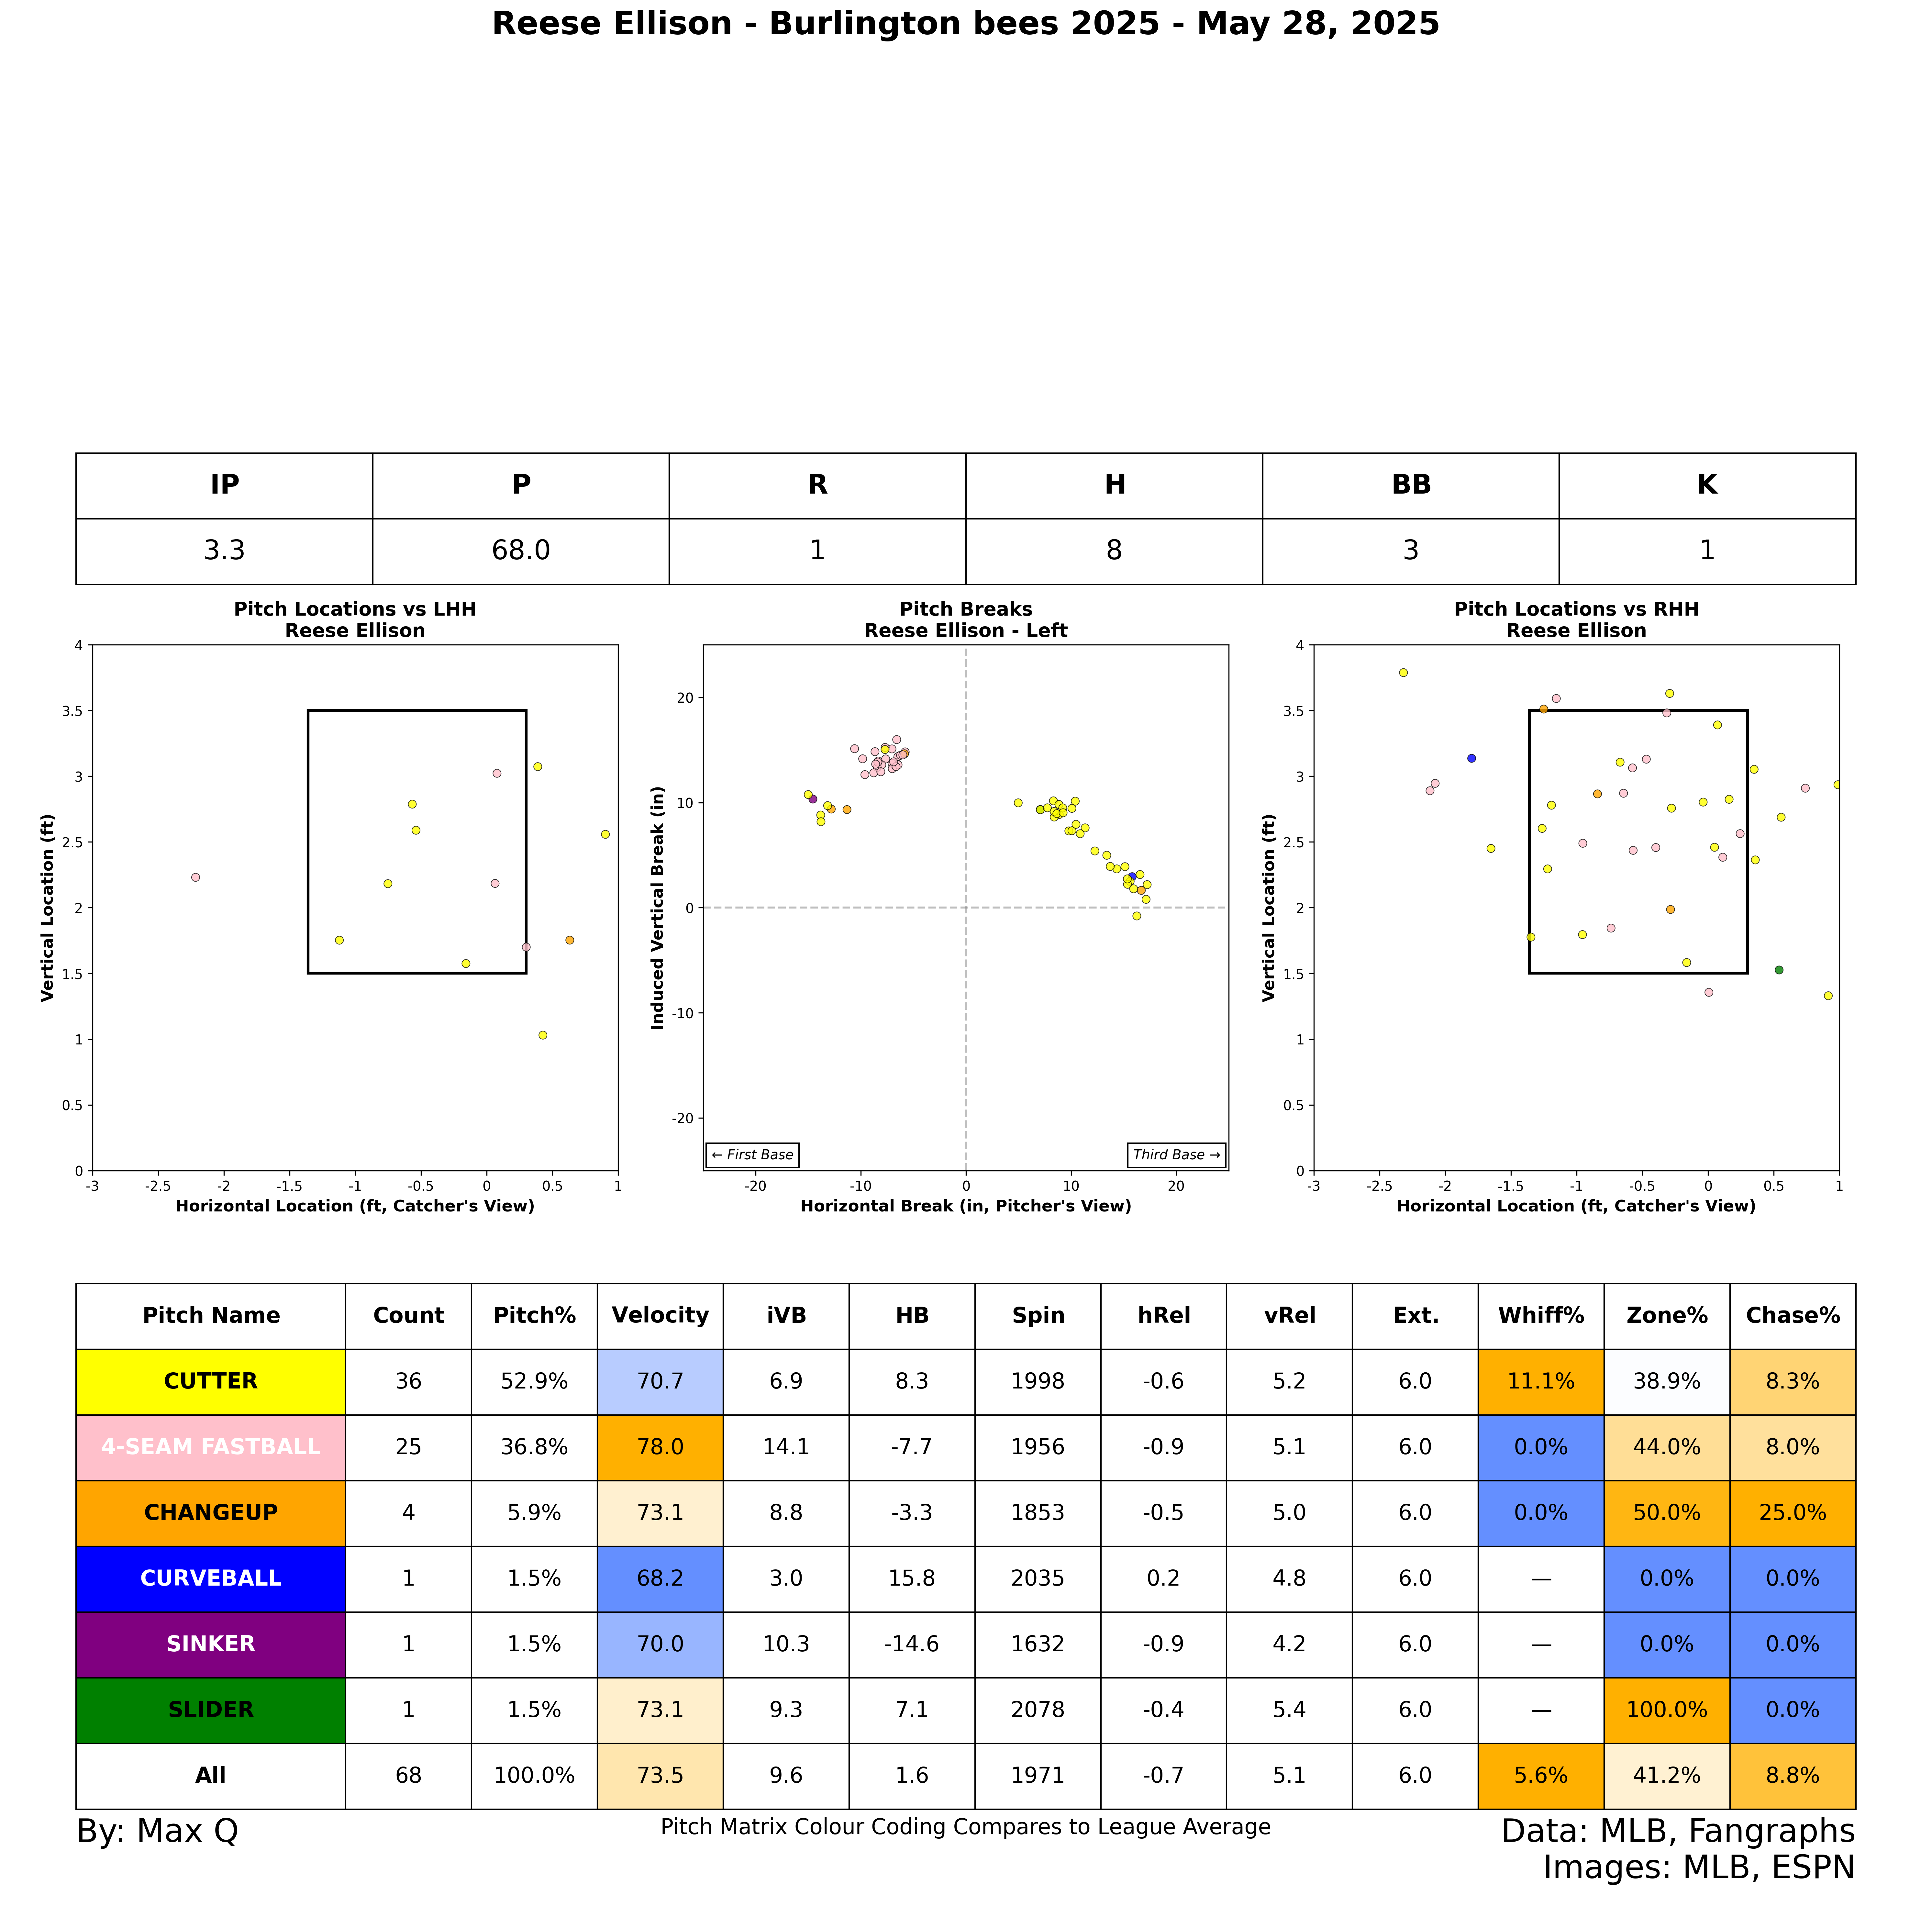 Reese Ellison - Burlington bees 2025 - May 28, 2025
IP P R H BB K
3.3 68.0 1 8 3 1
Pitch Locations vs LHH
Reese Ellison
Vertical Location (ft)
4
3.5
3
2.5
2
1.5
1
0.5
0
-3 -2.5 -2 -1.5 -1 -0.5 0 0.5 1
Horizontal Location (ft, Catcher's View)
Pitch Breaks
Reese Ellison - Left
Induced Vertical Break (in)
20
10
0
-10
-20
← First Base
Third Base →
-20 -10 0 10 20
Horizontal Break (in, Pitcher's View)
Pitch Locations vs RHH
Reese Ellison
Vertical Location (ft)
4
3.5
3
2.5
2
1.5
1
0.5
0
-3 -2.5 -2 -1.5 -1 -0.5 0 0.5 1
Horizontal Location (ft, Catcher's View)
Pitch Name Count Pitch% Velocity iVB HB Spin hRel vRel Ext. Whiff% Zone% Chase%
CUTTER 36 52.9% 70.7 6.9 8.3 1998 -0.6 5.2 6.0 11.1% 38.9% 8.3%
4-SEAM FASTBALL 25 36.8% 78.0 14.1 -7.7 1956 -0.9 5.1 6.0 0.0% 44.0% 8.0%
CHANGEUP 4 5.9% 73.1 8.8 -3.3 1853 -0.5 5.0 6.0 0.0% 50.0% 25.0%
CURVEBALL 1 1.5% 68.2 3.0 15.8 2035 0.2 4.8 6.0 — 0.0% 0.0%
SINKER 1 1.5% 70.0 10.3 -14.6 1632 -0.9 4.2 6.0 — 0.0% 0.0%
SLIDER 1 1.5% 73.1 9.3 7.1 2078 -0.4 5.4 6.0 — 100.0% 0.0%
All 68 100.0% 73.5 9.6 1.6 1971 -0.7 5.1 6.0 5.6% 41.2% 8.8%
By: Max Q
Pitch Matrix Colour Coding Compares to League Average
Data: MLB, Fangraphs
Images: MLB, ESPN